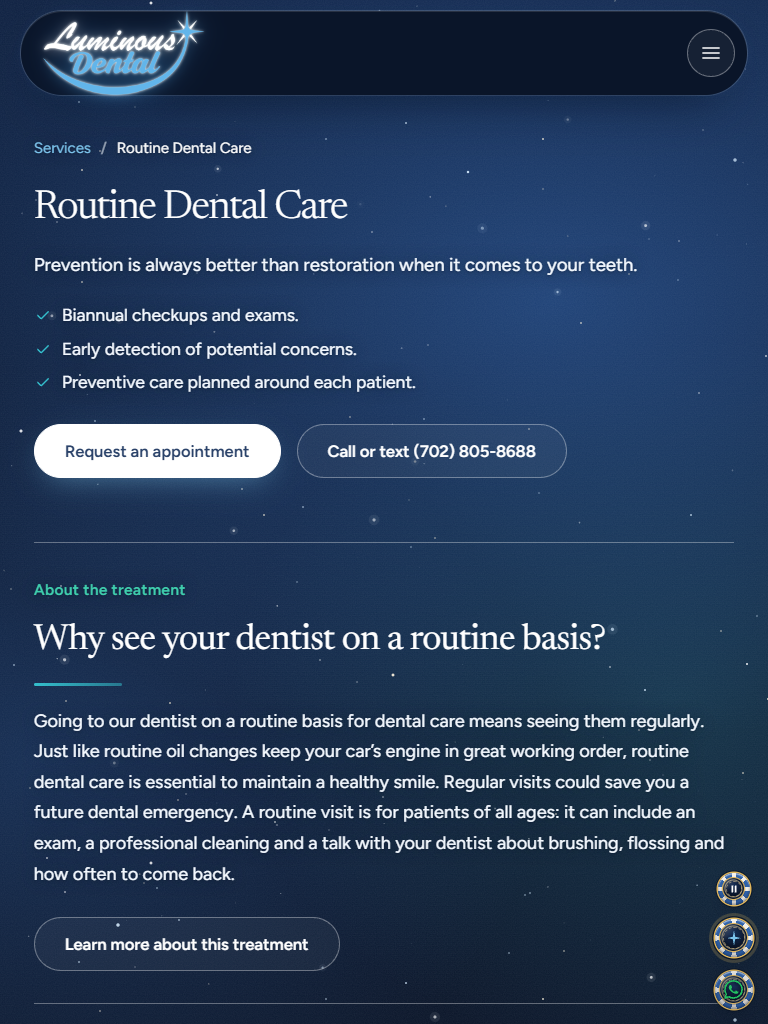 Luminous
Dental
Services / Routine Dental Care
Routine Dental Care
Prevention is always better than restoration when it comes to your teeth.
Biannual checkups and exams.
Early detection of potential concerns.
Preventive care planned around each patient.
Request an appointment
Call or text (702) 805-8688
About the treatment
Why see your dentist on a routine basis?
Going to our dentist on a routine basis for dental care means seeing them regularly.
Just like routine oil changes keep your car’s engine in great working order, routine
dental care is essential to maintain a healthy smile. Regular visits could save you a
future dental emergency. A routine visit is for patients of all ages: it can include an
exam, a professional cleaning and a talk with your dentist about brushing, flossing and
how often to come back.
Learn more about this treatment